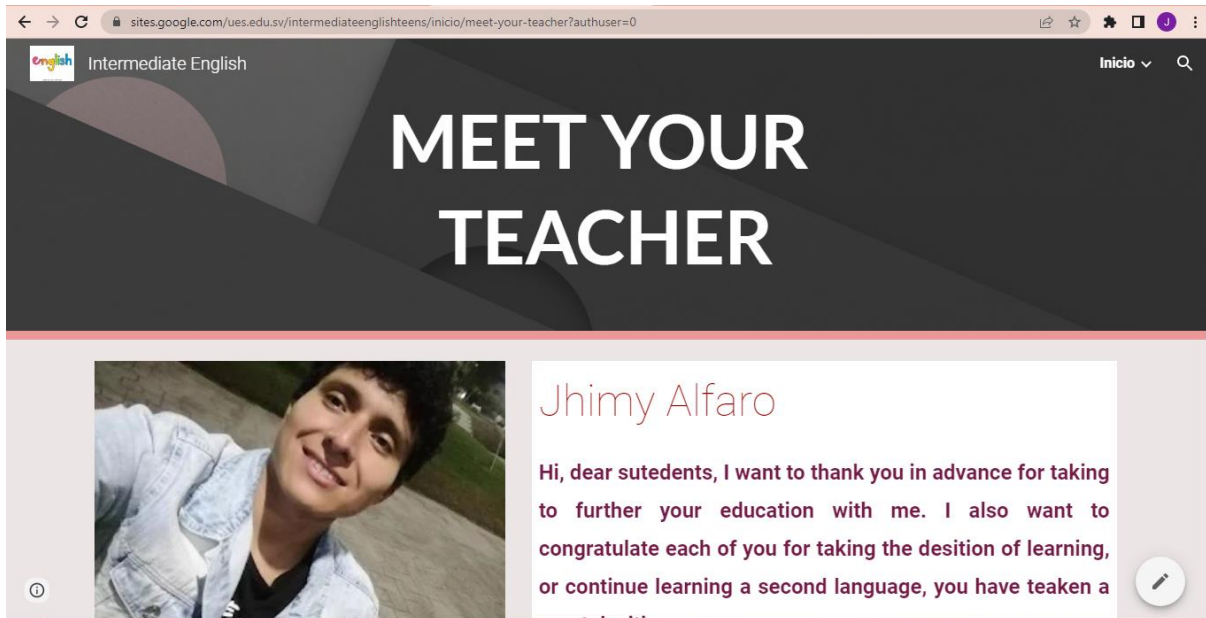 sites.google.com/ues.edu.sv/intermediateenglishteens/inicio/meet-your-teacher?authuser=0
J
english
Intermediate English
Inicio
MEET YOUR
TEACHER
Jhimy Alfaro
Hi, dear sutedents, I want to thank you in advance for taking
to further your education with me. I also want to
congratulate each of you for taking the desition of learning,
or continue learning a second language, you have teaken a